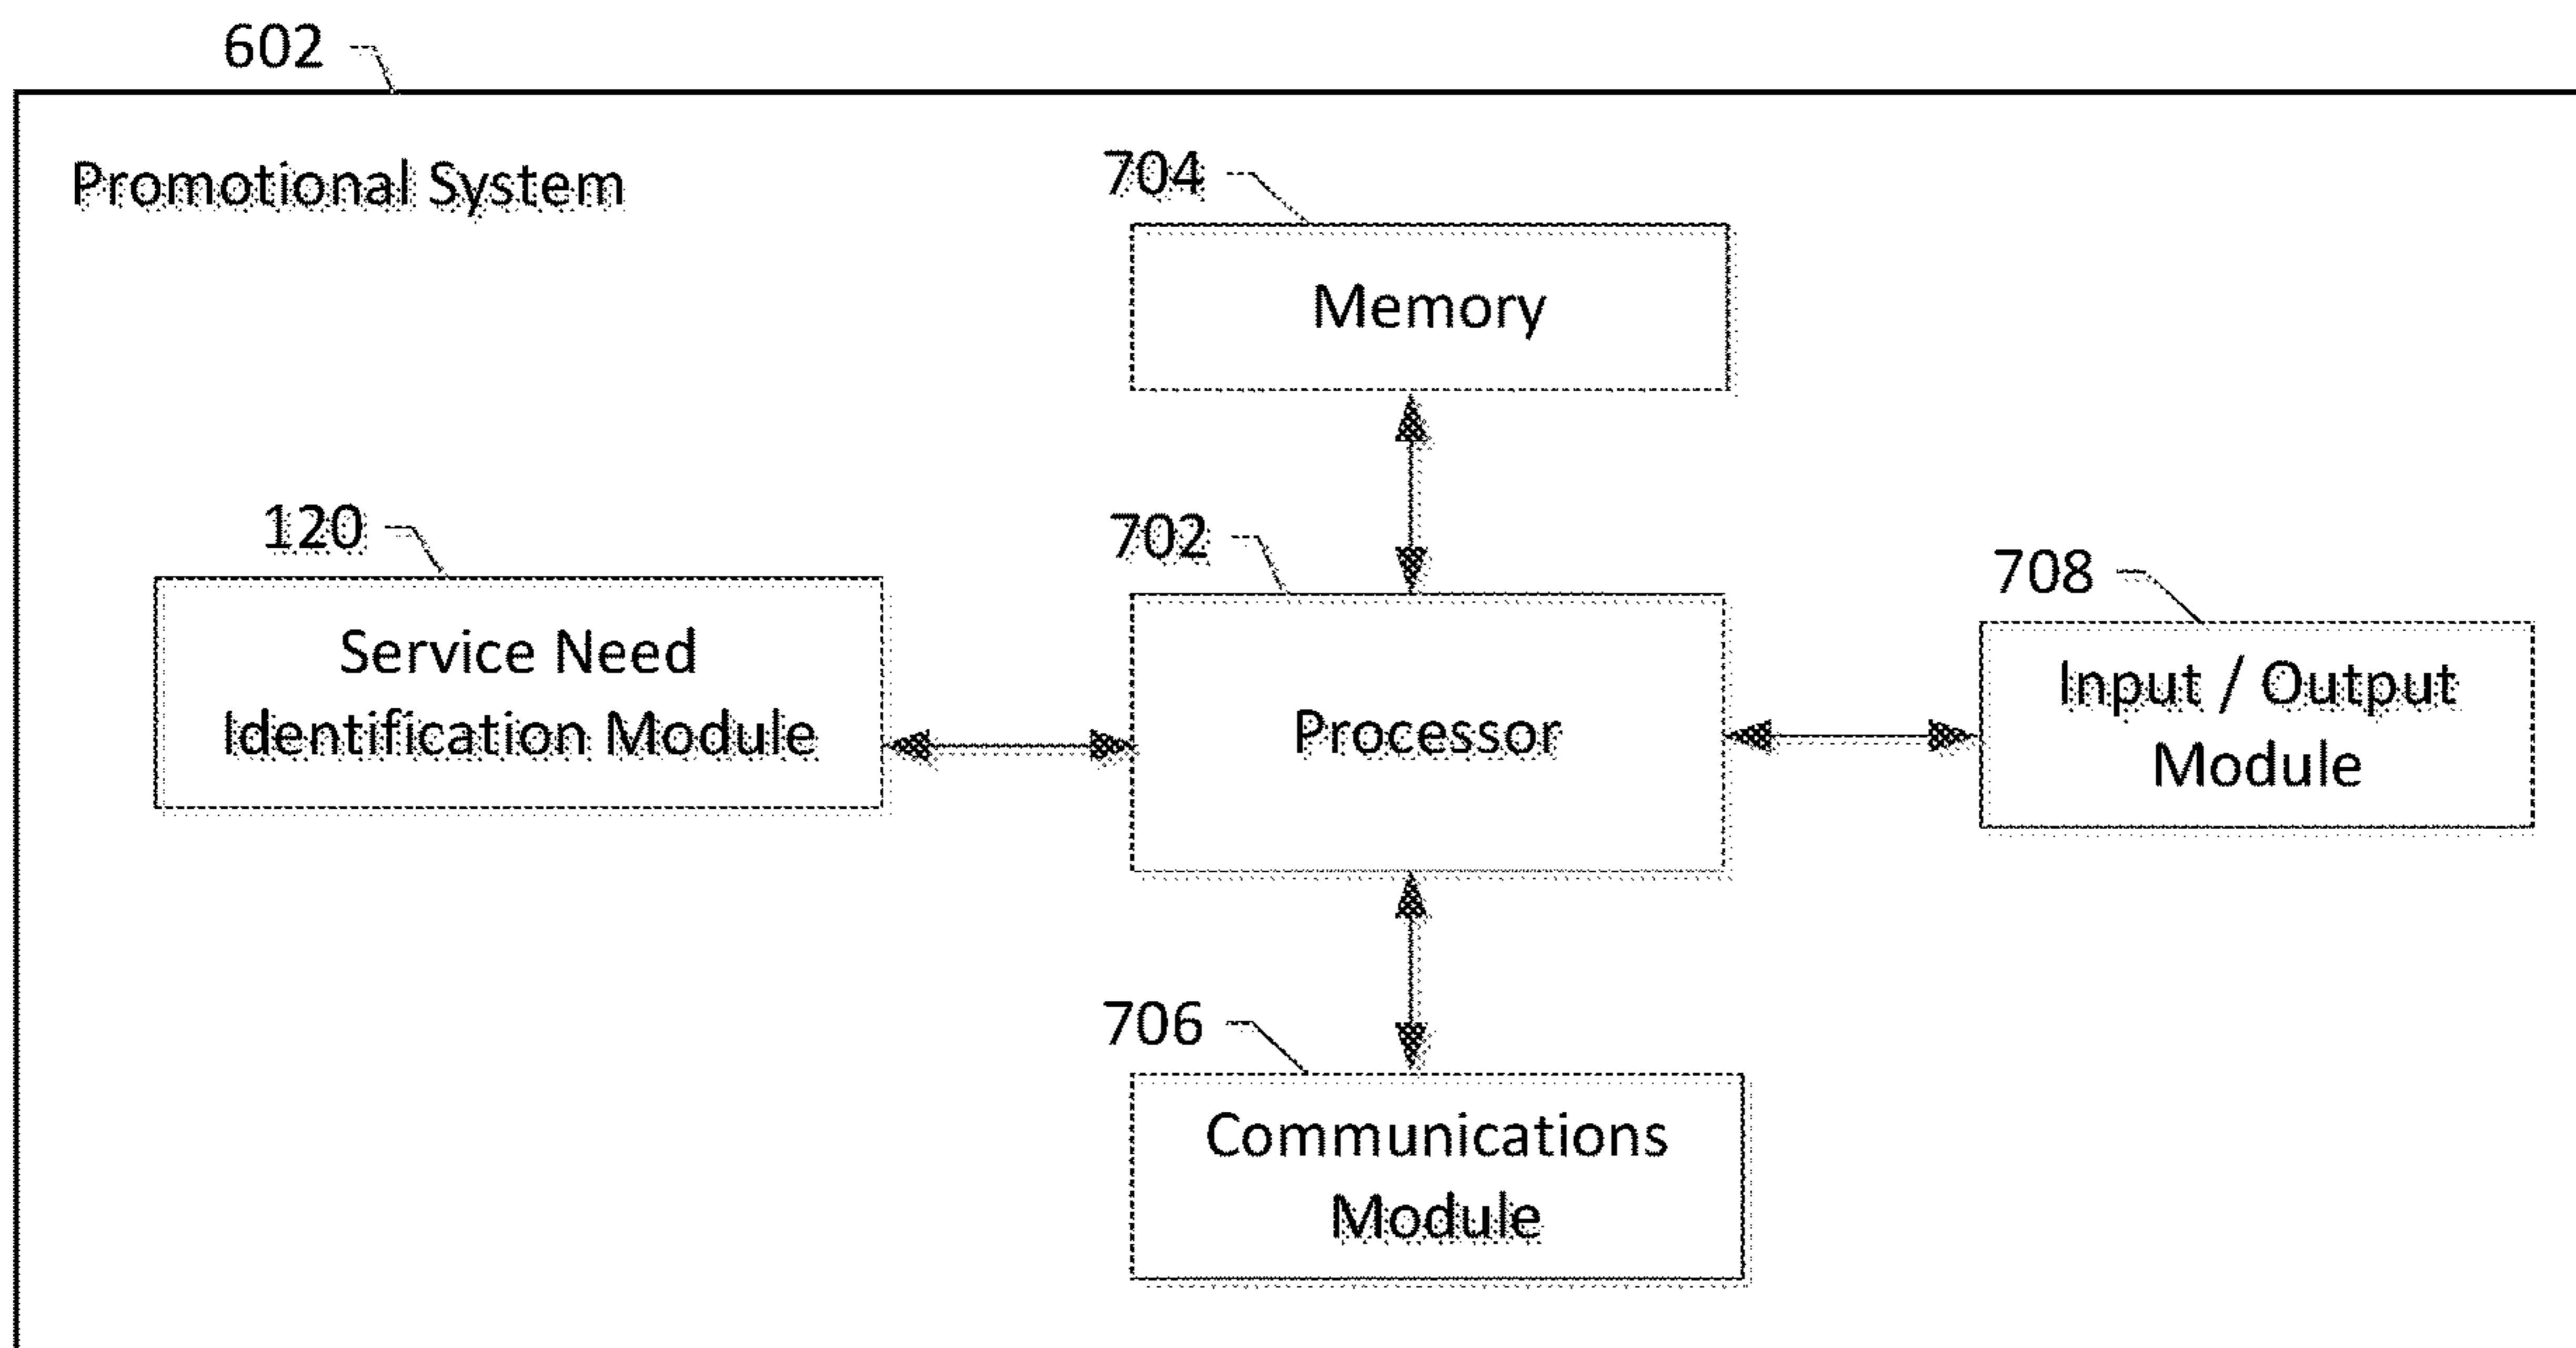 602
Promotional System
704
Memory
120
702
708
Service Need
Identification Module
Processor
Input / Output
Module
706
Communications
Module